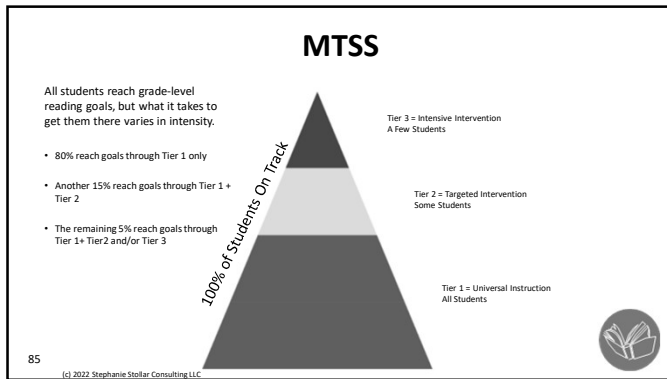 MTSS
All students reach grade-level
reading goals, but what it takes to
get them there varies in intensity.
• 80% reach goals through Tier 1 only
• Another 15% reach goals through Tier 1 +
Tier 2
• The remaining 5% reach goals through
Tier 1+ Tier2 and/or Tier 3
100% of Students On Track
Tier 3 = Intensive Intervention
A Few Students
Tier 2 = Targeted Intervention
Some Students
Tier 1 = Universal Instruction
All Students
85
(c) 2022 Stephanie Stollar Consulting LLC